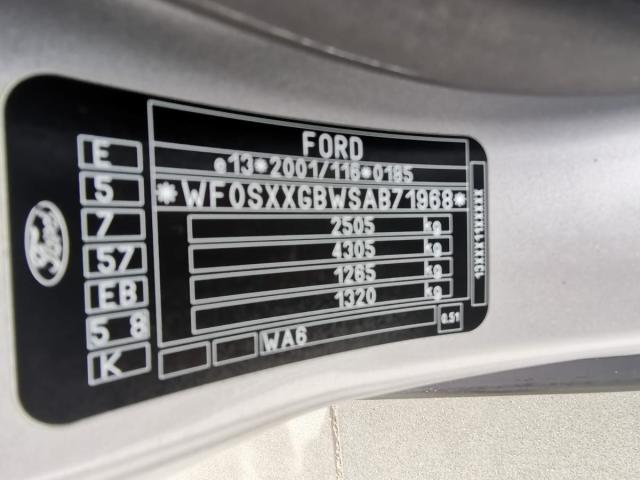 FORD
e13*2001/116*0185
*WF0SXXGBWSAB71968*
2505 kg
4305 kg
1265 kg
1320 kg
WA6
0.51
E
5
7
57
EB
5 8
K
Ford